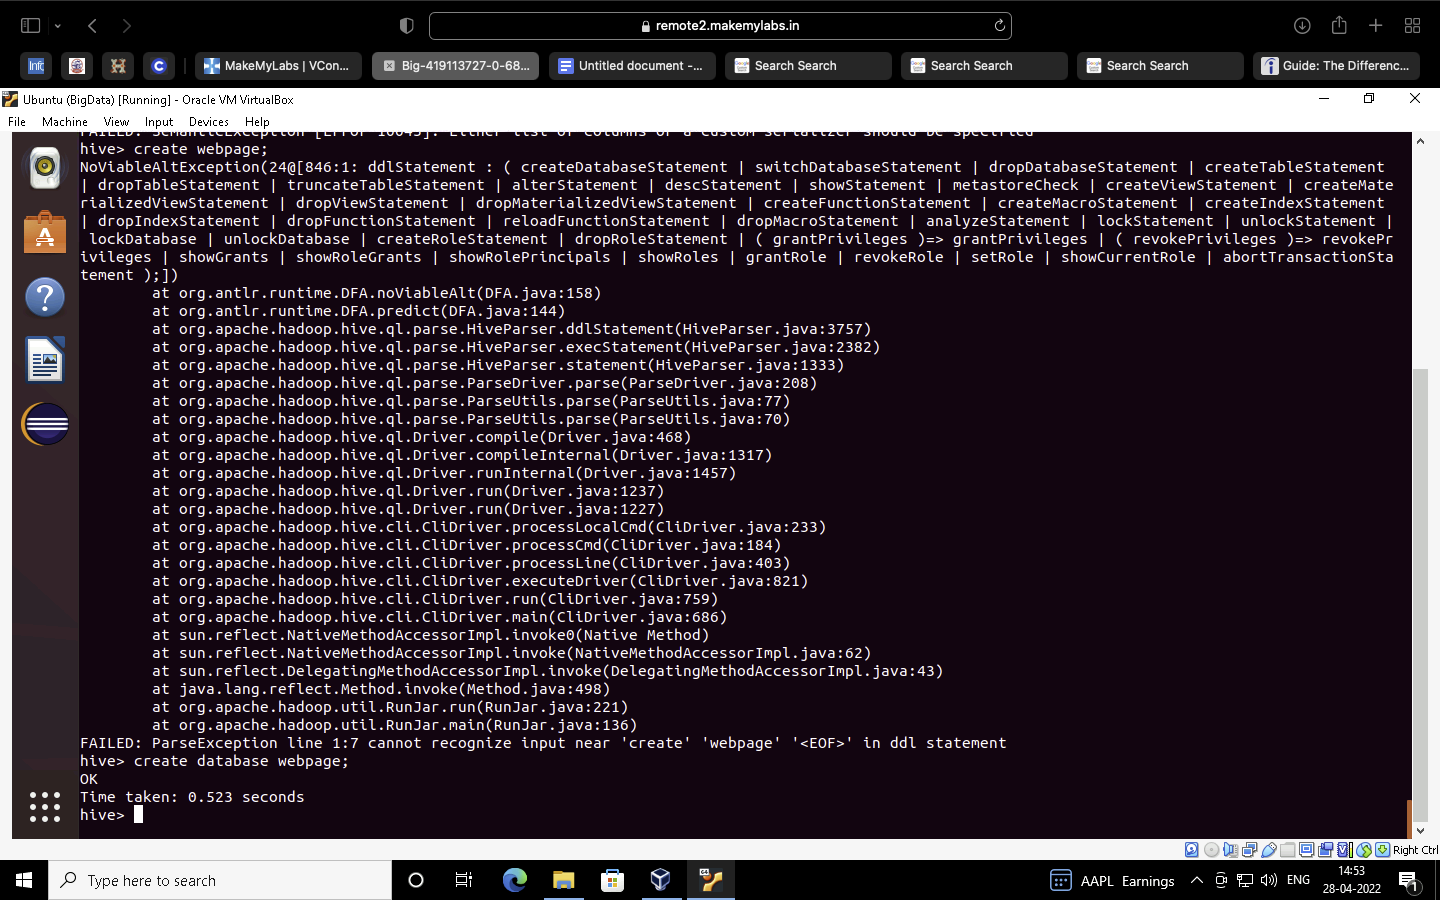 remote2.makemylabs.in
Info
MakeMyLabs | VCon...
Big-419113727-0-68...
Untitled document -...
Search Search
Search Search
Search Search
Guide: The Differenc...
Ubuntu (BigData) [Running] - Oracle VM VirtualBox
File Machine View Input Devices Help
FAILED: SemanticException [Error 10043]: Either list of columns or a custom serializer should be specified
hive> create webpage;
NoViableAltException(24@[846:1: ddlStatement : ( createDatabaseStatement | switchDatabaseStatement | dropDatabaseStatement | createTableStatement
| dropTableStatement | truncateTableStatement | alterStatement | descStatement | showStatement | metastoreCheck | createViewStatement | createMate
rializedViewStatement | dropViewStatement | dropMaterializedViewStatement | createFunctionStatement | createMacroStatement | createIndexStatement
| dropIndexStatement | dropFunctionStatement | reloadFunctionStatement | dropMacroStatement | analyzeStatement | lockStatement | unlockStatement |
lockDatabase | unlockDatabase | createRoleStatement | dropRoleStatement | ( grantPrivileges )=> grantPrivileges | ( revokePrivileges )=> revokePr
ivileges | showGrants | showRoleGrants | showRolePrincipals | showRoles | grantRole | revokeRole | setRole | showCurrentRole | abortTransactionSta
tement );])
at org.antlr.runtime.DFA.noViableAlt(DFA.java:158)
at org.antlr.runtime.DFA.predict(DFA.java:144)
at org.apache.hadoop.hive.ql.parse.HiveParser.ddlStatement(HiveParser.java:3757)
at org.apache.hadoop.hive.ql.parse.HiveParser.execStatement(HiveParser.java:2382)
at org.apache.hadoop.hive.ql.parse.HiveParser.statement(HiveParser.java:1333)
at org.apache.hadoop.hive.ql.parse.ParseDriver.parse(ParseDriver.java:208)
at org.apache.hadoop.hive.ql.parse.ParseUtils.parse(ParseUtils.java:77)
at org.apache.hadoop.hive.ql.parse.ParseUtils.parse(ParseUtils.java:70)
at org.apache.hadoop.hive.ql.Driver.compile(Driver.java:468)
at org.apache.hadoop.hive.ql.Driver.compileInternal(Driver.java:1317)
at org.apache.hadoop.hive.ql.Driver.runInternal(Driver.java:1457)
at org.apache.hadoop.hive.ql.Driver.run(Driver.java:1237)
at org.apache.hadoop.hive.ql.Driver.run(Driver.java:1227)
at org.apache.hadoop.hive.cli.CliDriver.processLocalCmd(CliDriver.java:233)
at org.apache.hadoop.hive.cli.CliDriver.processCmd(CliDriver.java:184)
at org.apache.hadoop.hive.cli.CliDriver.processLine(CliDriver.java:403)
at org.apache.hadoop.hive.cli.CliDriver.executeDriver(CliDriver.java:821)
at org.apache.hadoop.hive.cli.CliDriver.run(CliDriver.java:759)
at org.apache.hadoop.hive.cli.CliDriver.main(CliDriver.java:686)
at sun.reflect.NativeMethodAccessorImpl.invoke0(Native Method)
at sun.reflect.NativeMethodAccessorImpl.invoke(NativeMethodAccessorImpl.java:62)
at sun.reflect.DelegatingMethodAccessorImpl.invoke(DelegatingMethodAccessorImpl.java:43)
at java.lang.reflect.Method.invoke(Method.java:498)
at org.apache.hadoop.util.RunJar.run(RunJar.java:221)
at org.apache.hadoop.util.RunJar.main(RunJar.java:136)
FAILED: ParseException line 1:7 cannot recognize input near 'create' 'webpage' '<EOF>' in ddl statement
hive> create database webpage;
OK
Time taken: 0.523 seconds
hive>
Right Ctrl
Type here to search
AAPL Earnings
ENG
14:53
28-04-2022
1